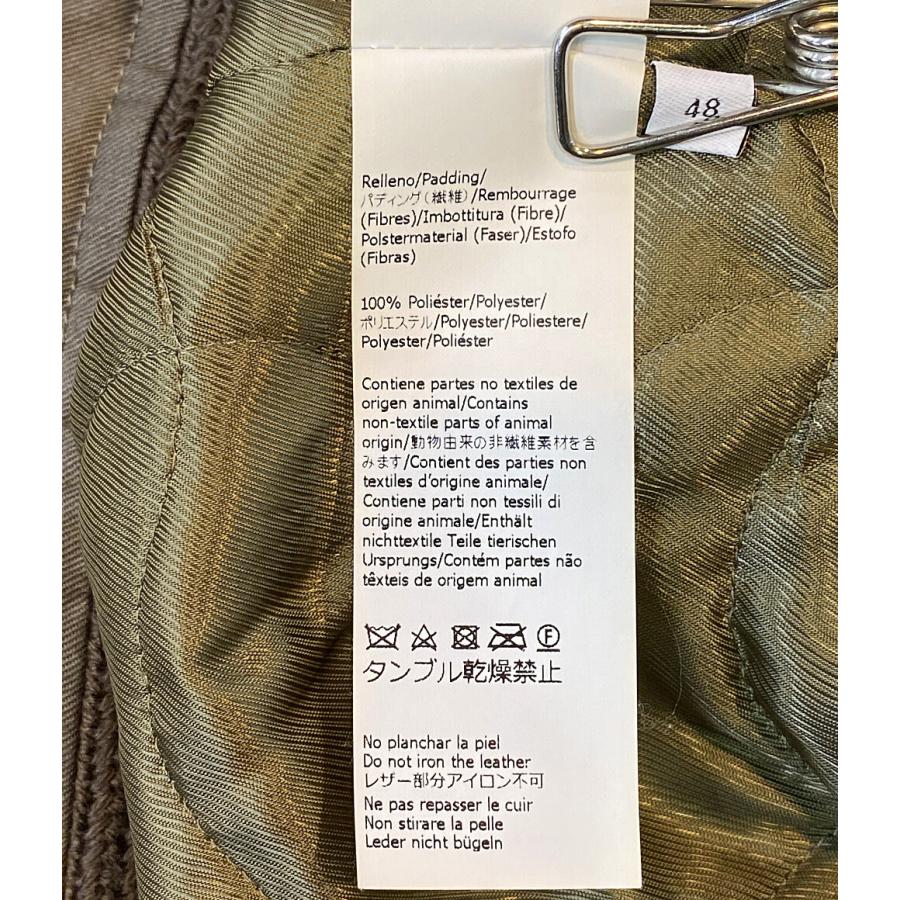 48
Relleno/Padding/
パディング(繊維)/Rembourrage
(Fibres)/Imbottitura (Fibre)/
Polstermaterial (Faser)/Estofo
(Fibras)
100% Poliéster/Polyester/
ポリエステル/Polyester/Poliestere/
Polyester/Poliéster
Contiene partes no textiles de
origen animal/Contains
non-textile parts of animal
origin/動物由来の非繊維素材を含
みます/Contient des parties non
textiles d'origine animale/
Contiene parti non tessili di
origine animale/Enthält
nichttextile Teile tierischen
Ursprungs/Contém partes não
têxteis de origem animal
F
タンブル乾燥禁止
No planchar la piel
Do not iron the leather
レザー部分アイロン不可
Ne pas repasser le cuir
Non stirare la pelle
Leder nicht bügeln